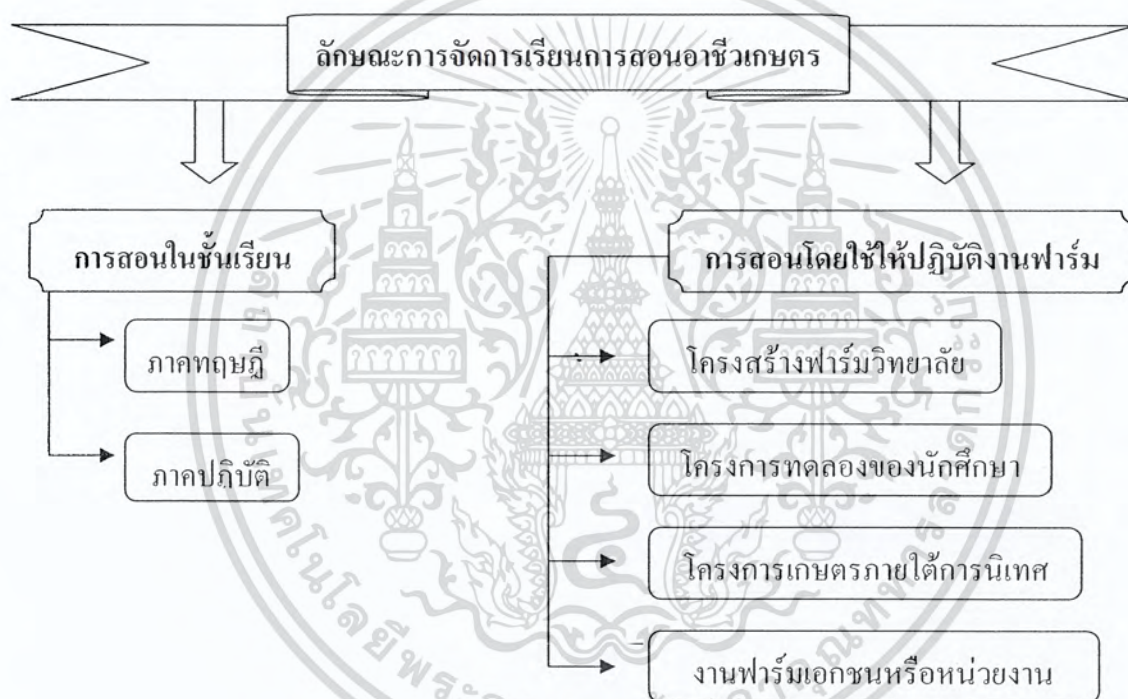 ลักษณะการจัดการเรียนการสอนอาชีวเกษตร
การสอนในชั้นเรียน
ภาคทฤษฎี
ภาคปฏิบัติ
การสอนโดยใช้ให้ปฏิบัติงานฟาร์ม
โครงสร้างฟาร์มวิทยาลัย
โครงการทดลองของนักศึกษา
โครงการเกษตรภายใต้การนิเทศ
งานฟาร์มเอกชนหรือหน่วยงาน